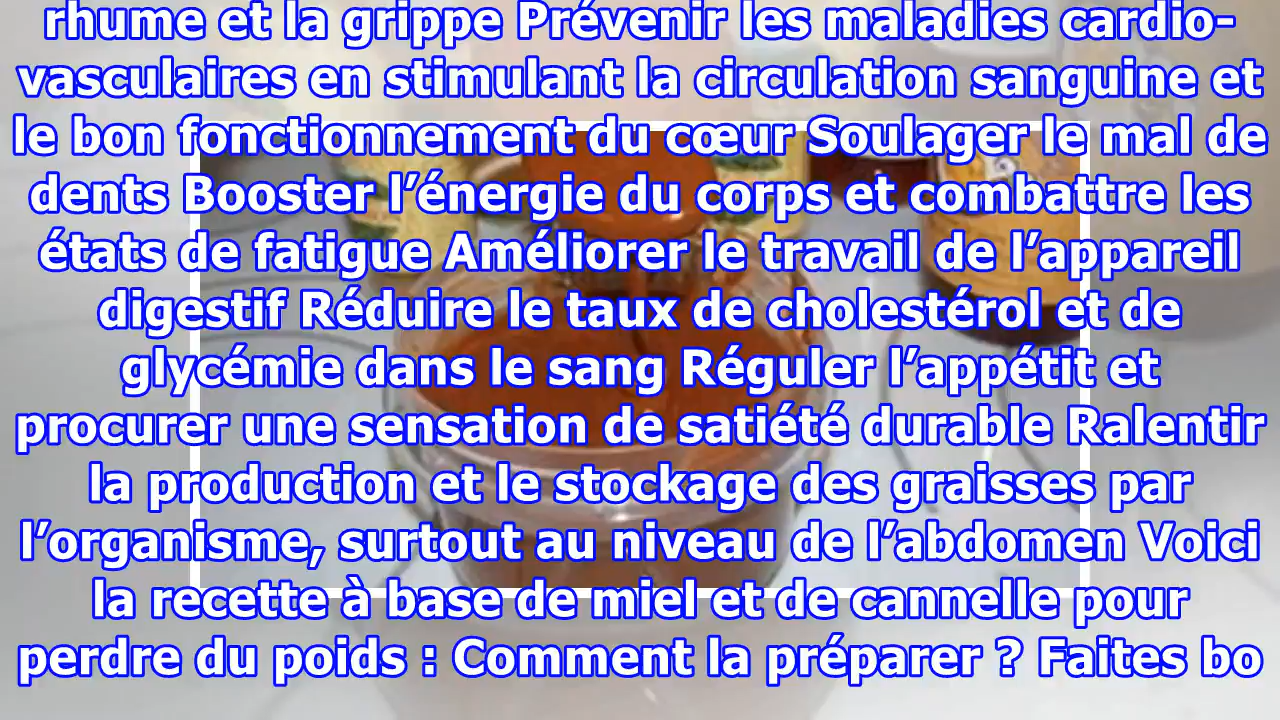 rhume et la grippe Prévenir les maladies cardio-
vasculaires en stimulant la circulation sanguine et
le bon fonctionnement du cœur Soulager le mal de
dents Booster l’énergie du corps et combattre les
états de fatigue Améliorer le travail de l’appareil
digestif Réduire le taux de cholestérol et de
glycémie dans le sang Réguler l’appétit et
procurer une sensation de satiété durable Ralentir
la production et le stockage des graisses par
l’organisme, surtout au niveau de l’abdomen Voici
la recette à base de miel et de cannelle pour
perdre du poids : Comment la préparer ? Faites bo